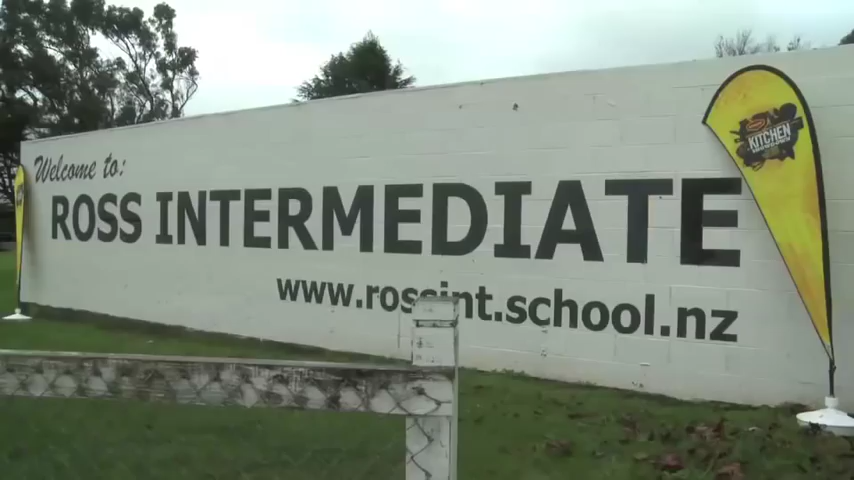 Welcome to:
ROSS INTERMEDIATE
www.rossint.school.nz
KITCHEN